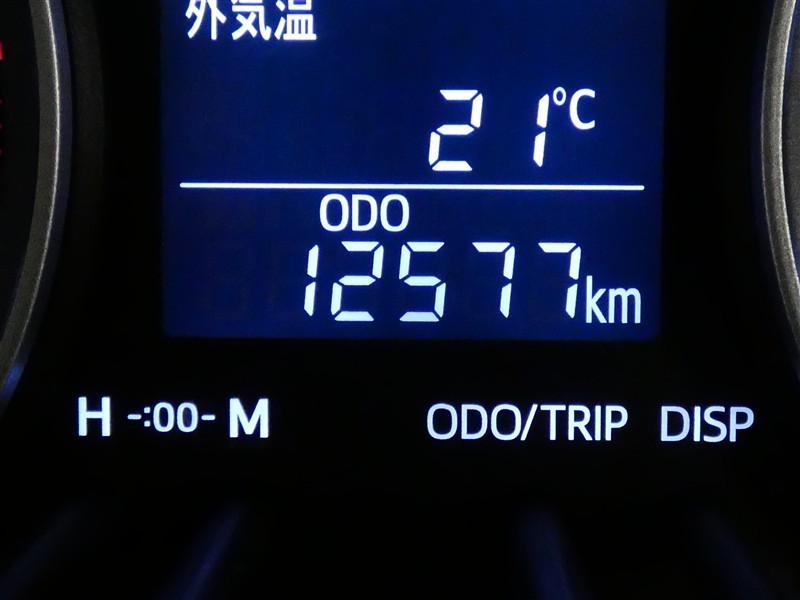 外気温
21°C
ODO
12577km
H -:00- M ODO/TRIP DISP